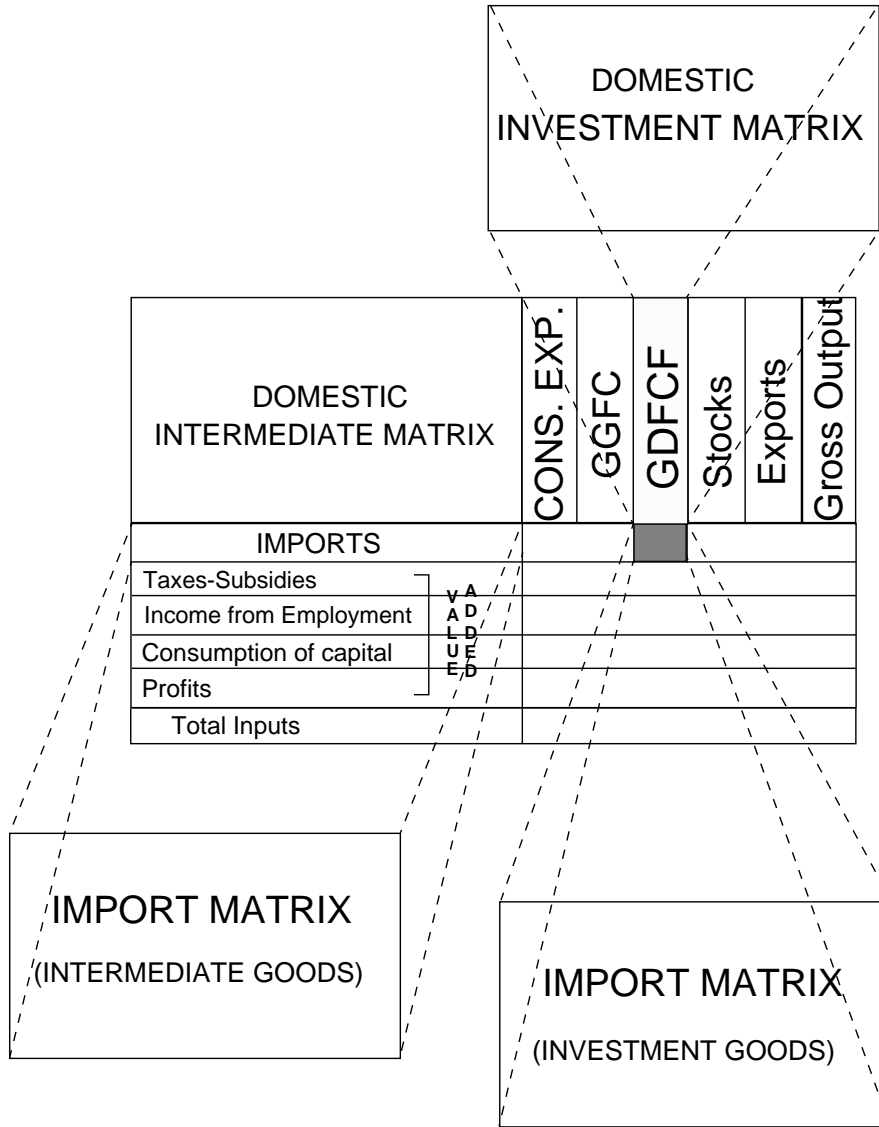 DOMESTIC
INVESTMENT MATRIX
DOMESTIC
INTERMEDIATE MATRIX
CONS. EXP.
GGFC
GDFCF
Stocks
Exports
Gross Output
IMPORTS
Taxes-Subsidies
Income from Employment
Consumption of capital
Profits
VALUE
ADDED
Total Inputs
IMPORT MATRIX
(INTERMEDIATE GOODS)
IMPORT MATRIX
(INVESTMENT GOODS)